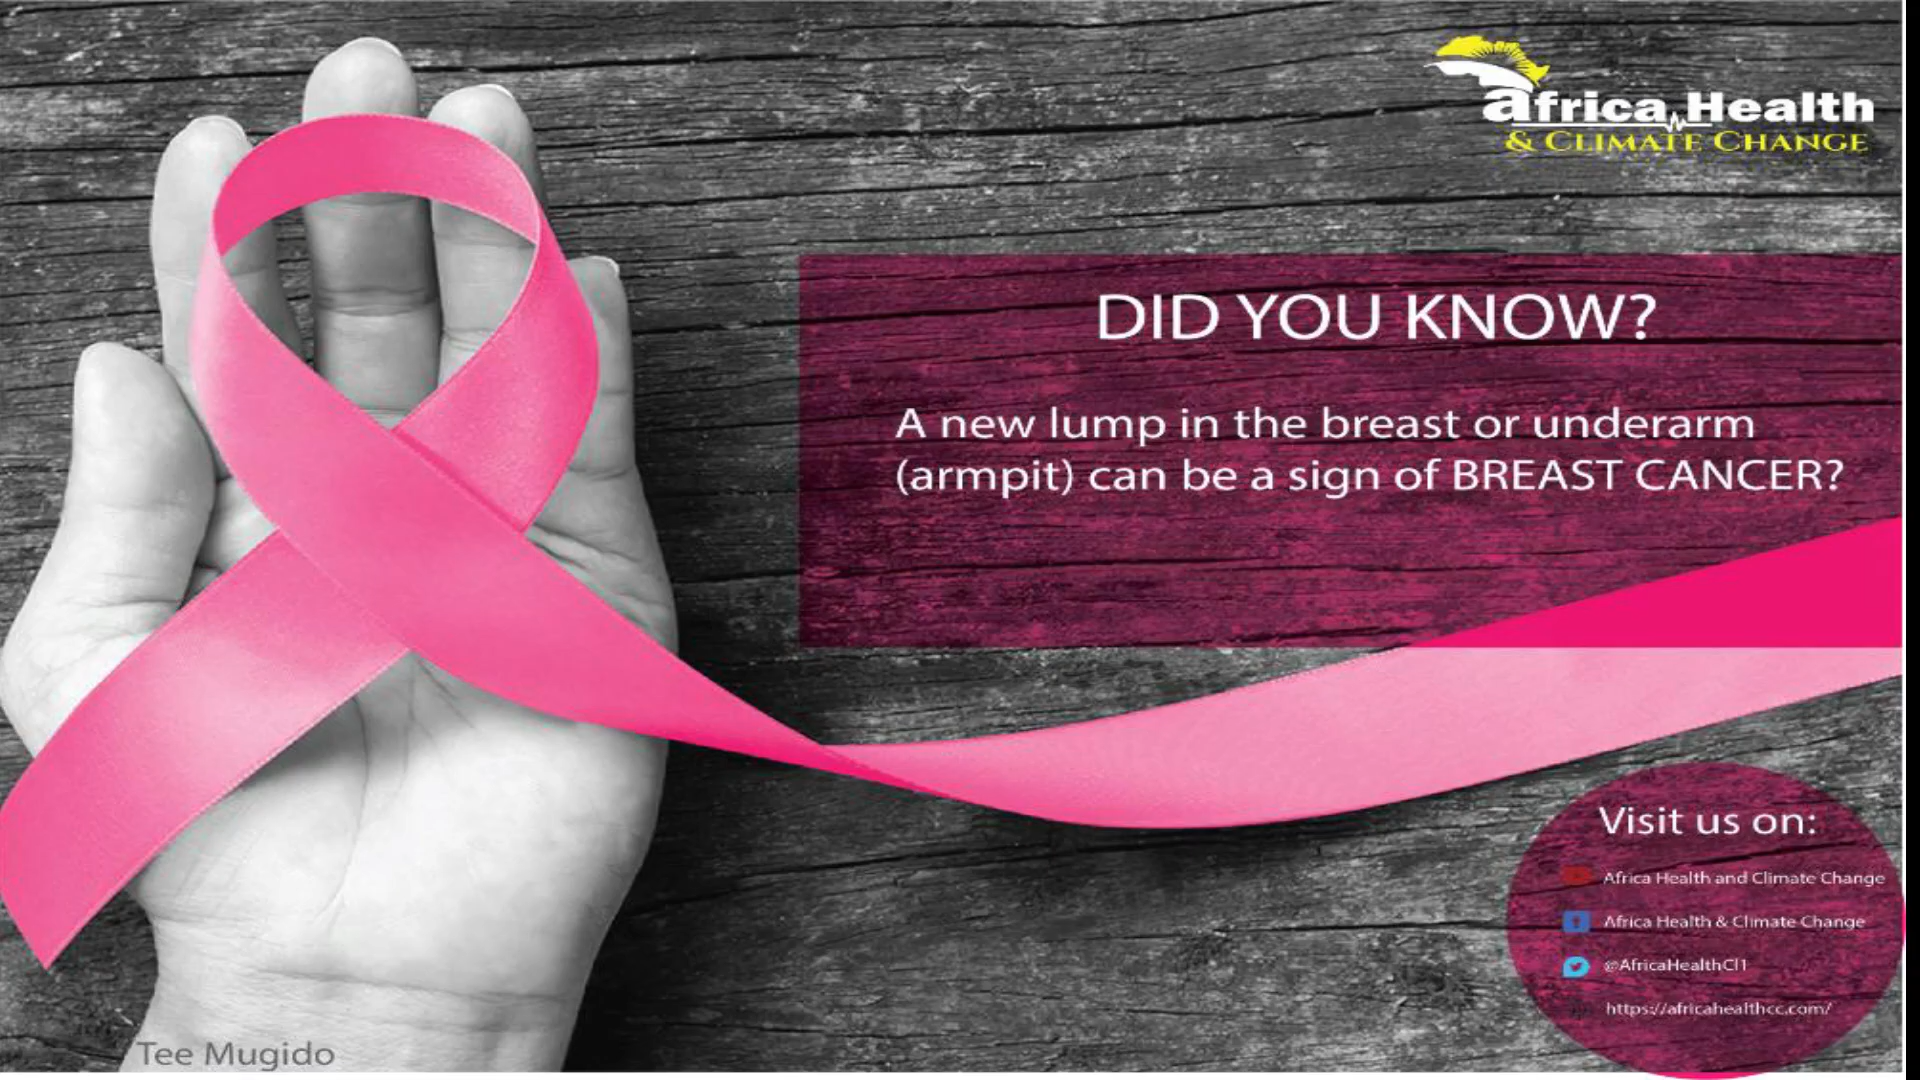 africa Health
& CLIMATE CHANGE
DID YOU KNOW?
A new lump in the breast or underarm
(armpit) can be a sign of BREAST CANCER?
Visit us on:
Africa Health and Climate Change
Africa Health & Climate Change
@AfricaHealthCl1
https://africahealthcc.com/
Tee Mugido